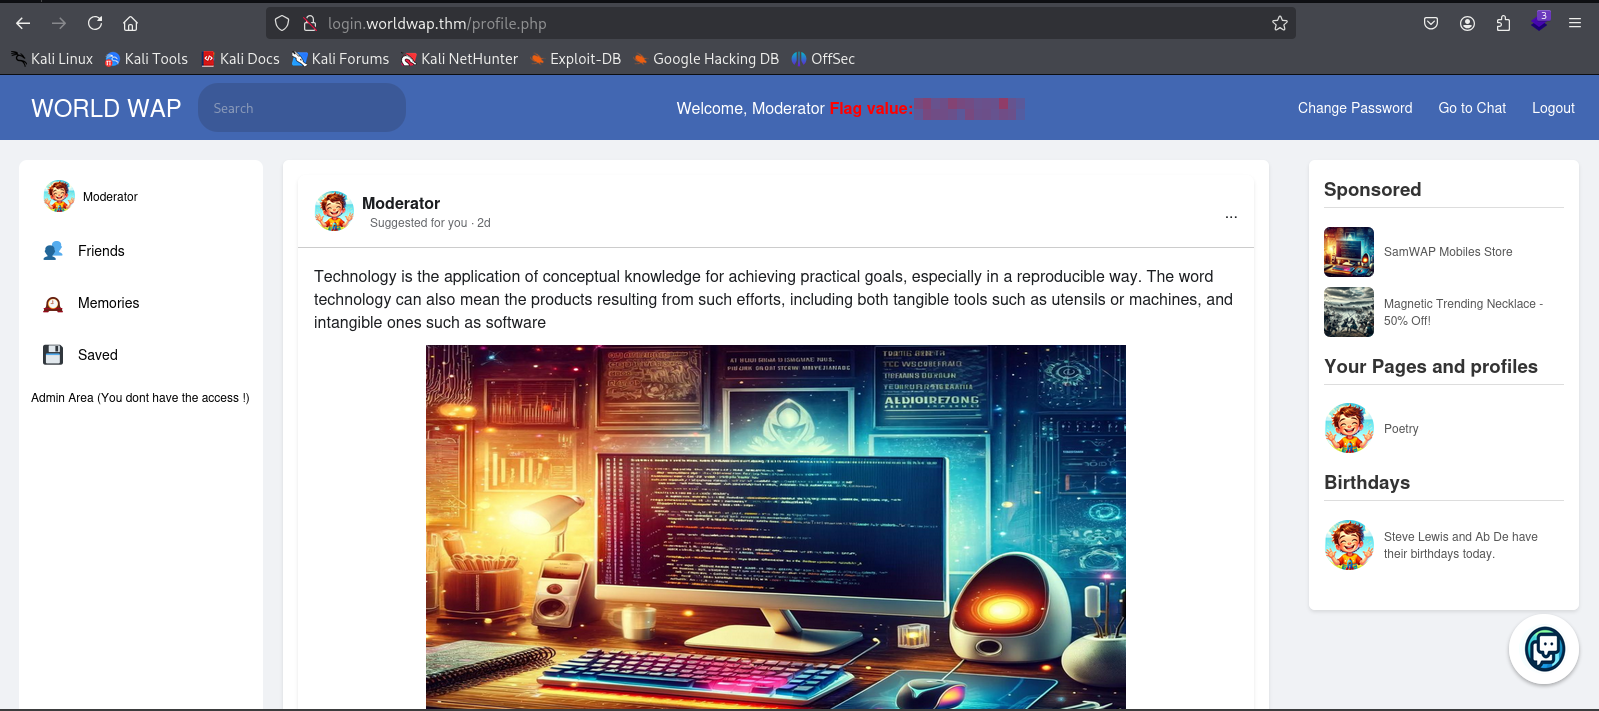 login.worldwap.thm/profile.php
3
Kali Linux Kali Tools Kali Docs Kali Forums Kali NetHunter Exploit-DB Google Hacking DB OffSec
WORLD WAP Search Welcome, Moderator Flag value: Change Password Go to Chat Logout
Moderator
Friends
Memories
Saved
Admin Area (You dont have the access !)
Moderator
Suggested for you · 2d
...
Technology is the application of conceptual knowledge for achieving practical goals, especially in a reproducible way. The word
technology can also mean the products resulting from such efforts, including both tangible tools such as utensils or machines, and
intangible ones such as software
Sponsored
SamWAP Mobiles Store
Magnetic Trending Necklace -
50% Off!
Your Pages and profiles
Poetry
Birthdays
Steve Lewis and Ab De have
their birthdays today.